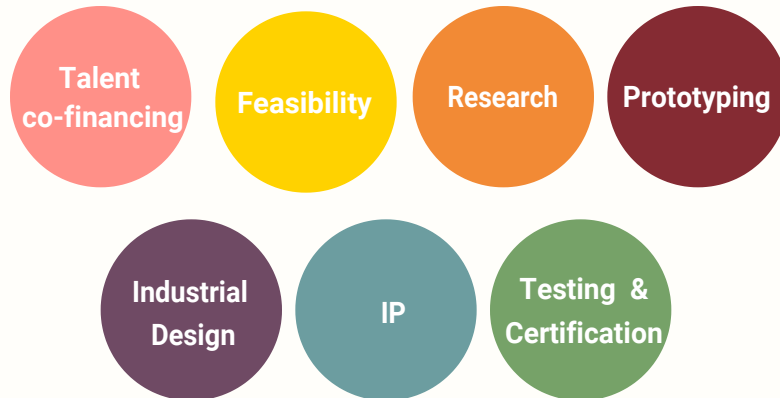 Talent
co-financing
Feasibility
Research
Prototyping
Industrial
Design
IP
Testing &
Certification